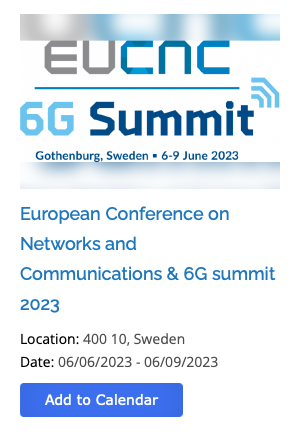 EUCNC
6G Summit
Gothenburg, Sweden ▪ 6-9 June 2023
European Conference on
Networks and
Communications & 6G summit
2023
Location: 400 10, Sweden
Date: 06/06/2023 - 06/09/2023
Add to Calendar